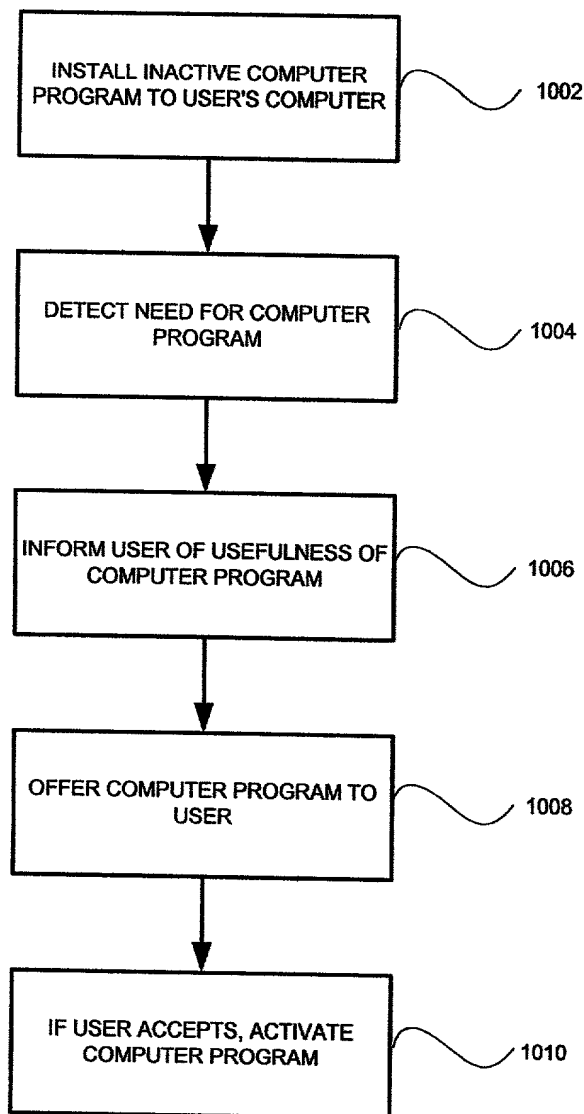 INSTALL INACTIVE COMPUTER
PROGRAM TO USER'S COMPUTER
1002
DETECT NEED FOR COMPUTER
PROGRAM
1004
INFORM USER OF USEFULNESS OF
COMPUTER PROGRAM
1006
OFFER COMPUTER PROGRAM TO
USER
1008
IF USER ACCEPTS, ACTIVATE
COMPUTER PROGRAM
1010